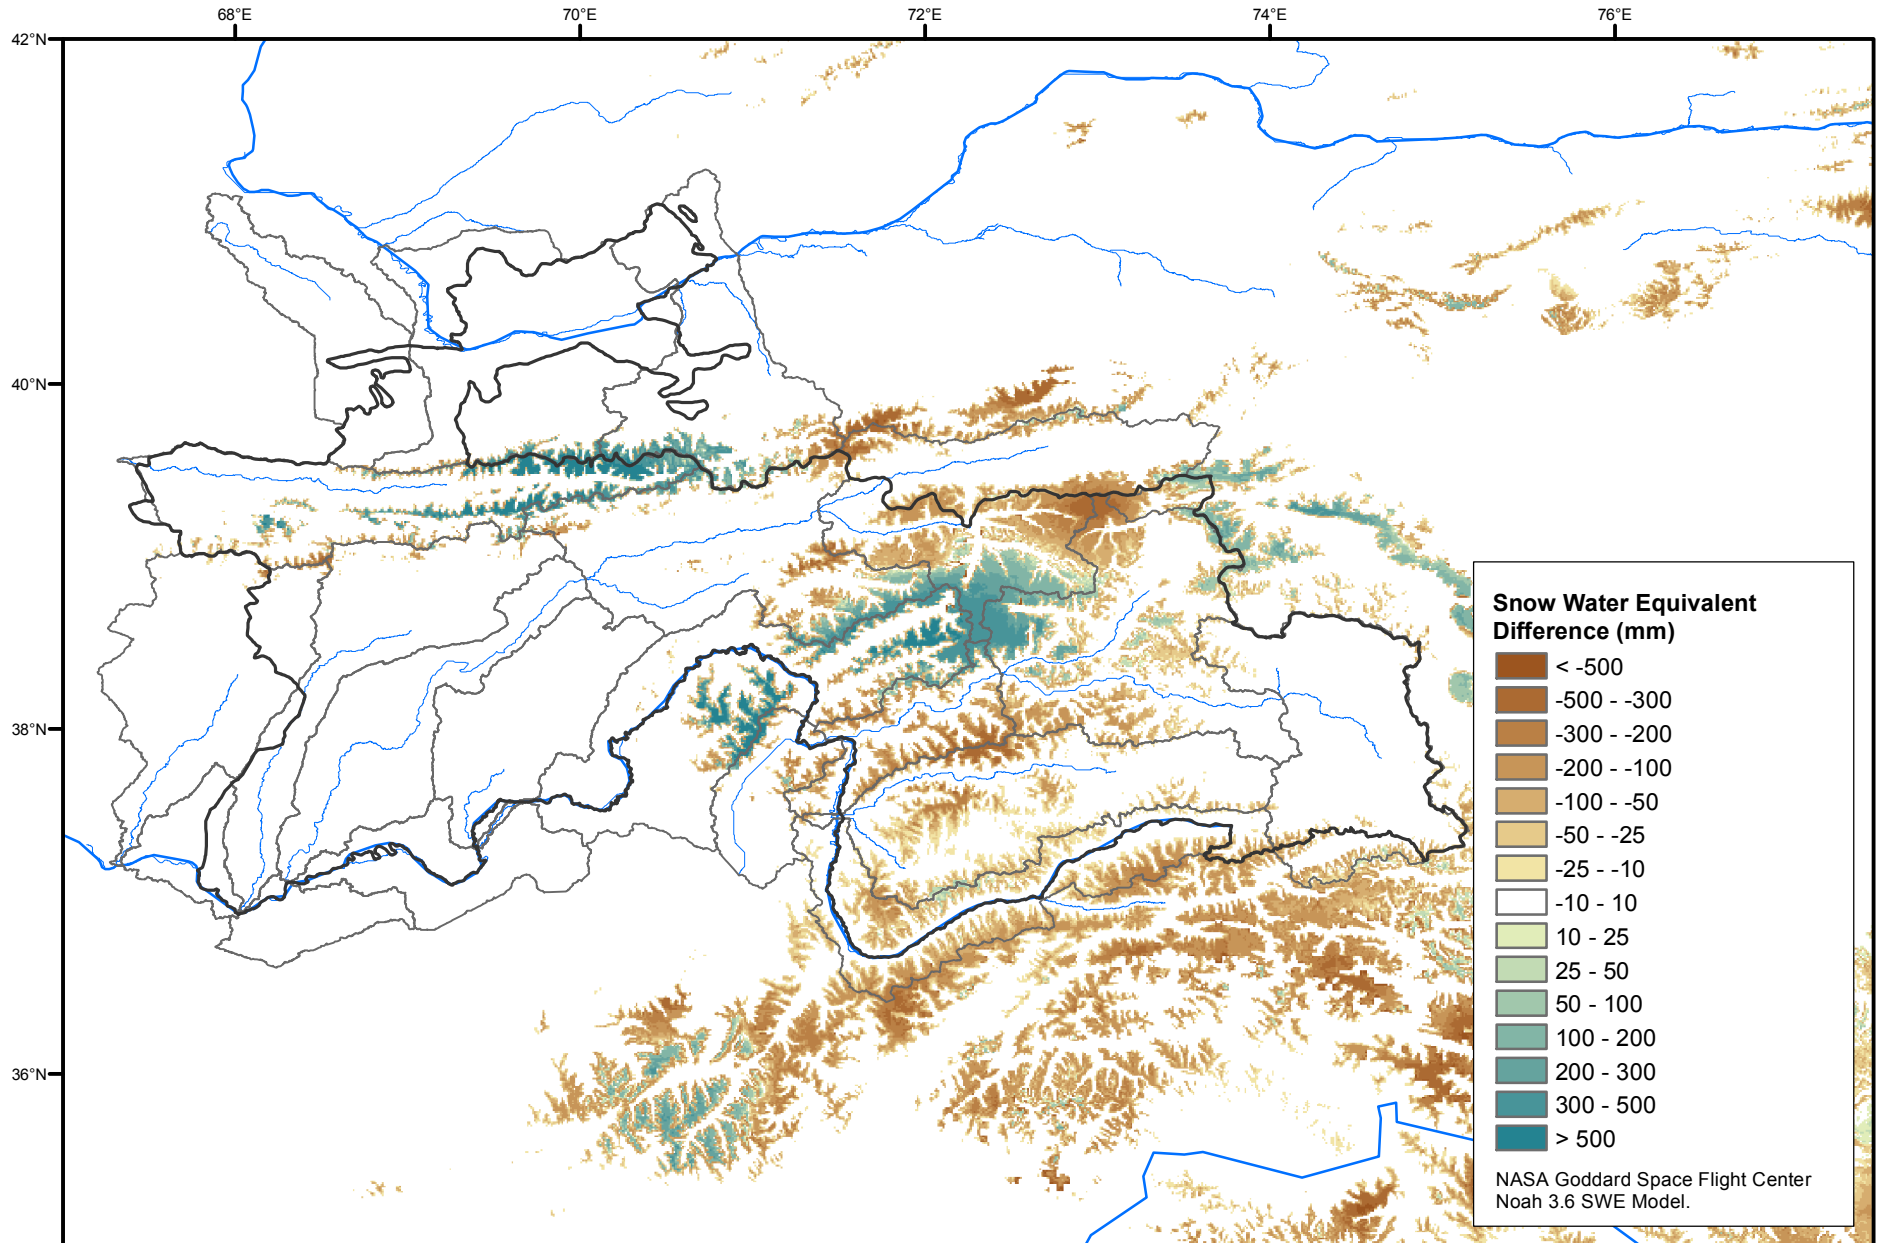 68°E 70°E 72°E 74°E 76°E
42°N
40°N
38°N
36°N
Snow Water Equivalent
Difference (mm)
< -500
-500 - -300
-300 - -200
-200 - -100
-100 - -50
-50 - -25
-25 - -10
-10 - 10
10 - 25
25 - 50
50 - 100
100 - 200
200 - 300
300 - 500
> 500
NASA Goddard Space Flight Center
Noah 3.6 SWE Model.